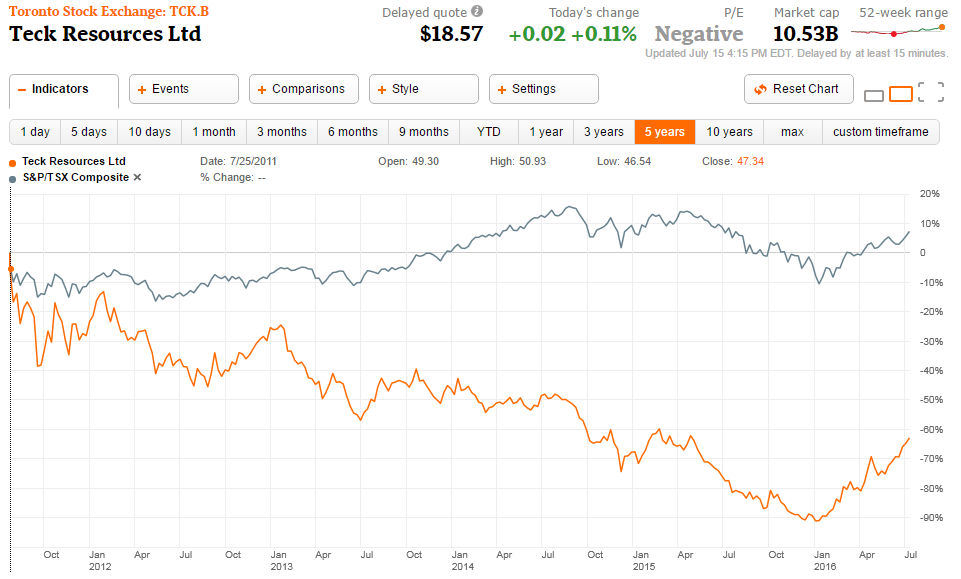 Toronto Stock Exchange: TCK.B
Teck Resources Ltd
Delayed quote
$18.57
Today's change
+0.02 +0.11%
P/E
Negative
Market cap
10.53B
52-week range
Updated July 15 4:15 PM EDT. Delayed by at least 15 minutes.
− Indicators + Events + Comparisons + Style + Settings Reset Chart
1 day 5 days 10 days 1 month 3 months 6 months 9 months YTD 1 year 3 years 5 years 10 years max custom timeframe
Teck Resources Ltd Date: 7/25/2011 Open: 49.30 High: 50.93 Low: 46.54 Close: 47.34
S&P/TSX Composite ✕ % Change: --
20%
10%
0
-10%
-20%
-30%
-40%
-50%
-60%
-70%
-80%
-90%
Oct Jan Apr Jul Oct Jan Apr Jul Oct Jan Apr Jul Oct Jan Apr Jul Oct Jan Apr Jul
2012 2013 2014 2015 2016